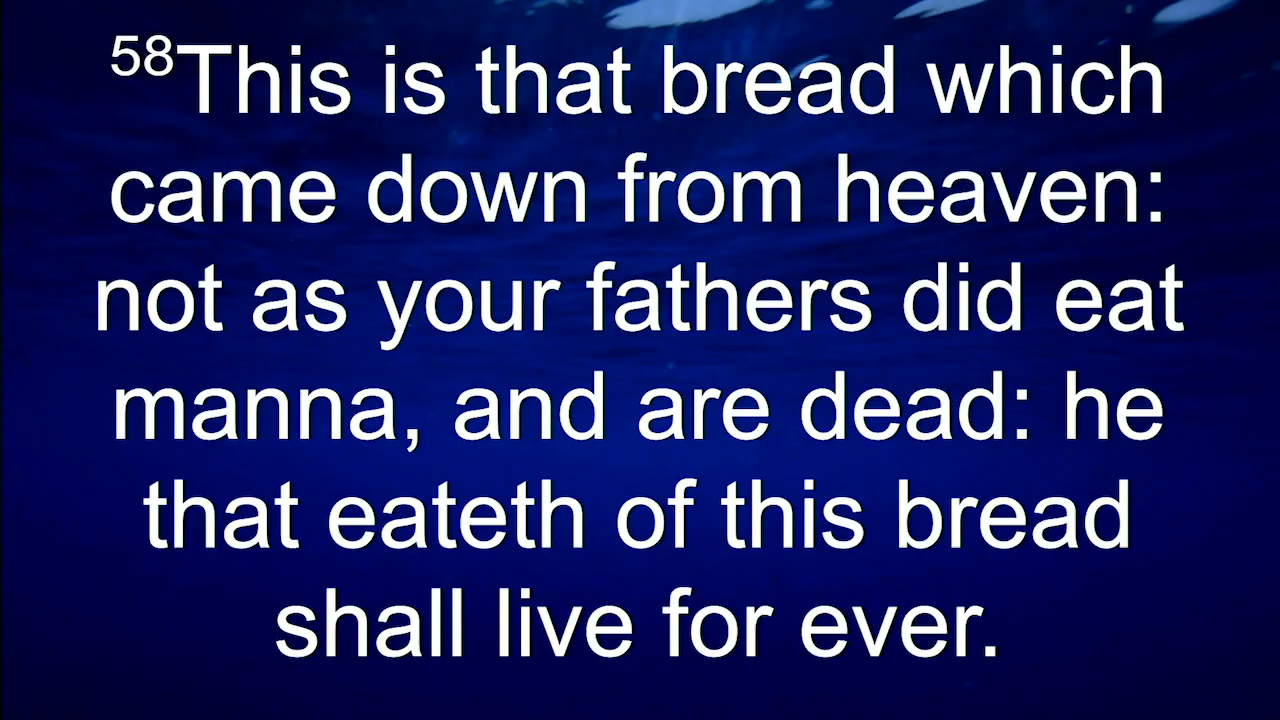 58This is that bread which
came down from heaven:
not as your fathers did eat
manna, and are dead: he
that eateth of this bread
shall live for ever.